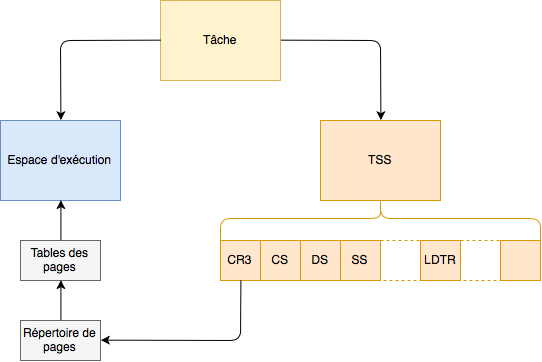 Tâche
Espace d'exécution
TSS
CR3 CS DS SS LDTR
Tables des
pages
Répertoire de
pages